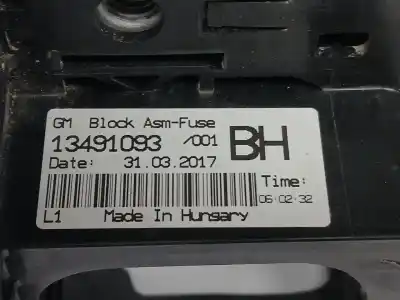 GM Block Asm-Fuse
13491093 /001 BH
Date: 31.03.2017
Time:
06:02:32
L1 Made In Hungary